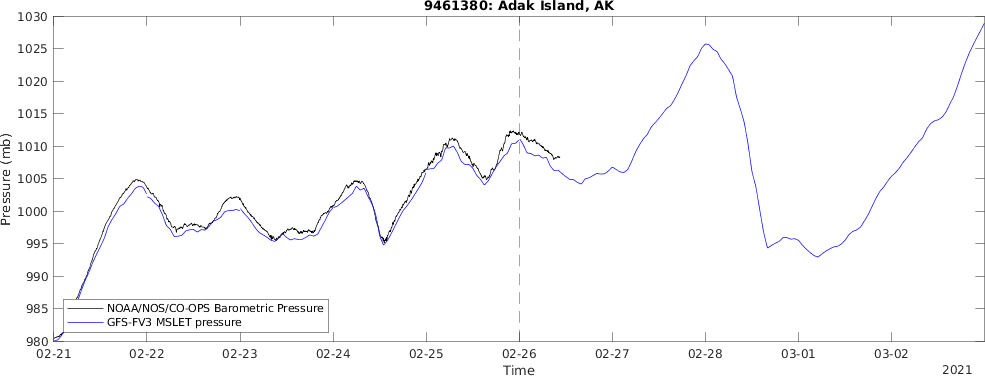 9461380: Adak Island, AK
Pressure (mb)
1030
1025
1020
1015
1010
1005
1000
995
990
985
980
NOAA/NOS/CO-OPS Barometric Pressure
GFS-FV3 MSLET pressure
02-21 02-22 02-23 02-24 02-25 02-26 02-27 02-28 03-01 03-02
Time
2021